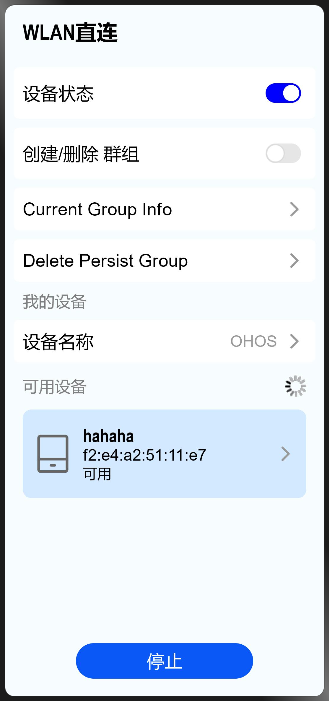 WLAN直连
设备状态
创建/删除 群组
Current Group Info
Delete Persist Group
我的设备
设备名称 OHOS
可用设备
hahaha
f2:e4:a2:51:11:e7
可用
停止